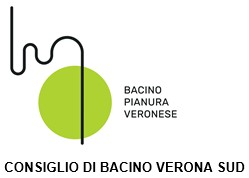 BACINO
PIANURA
VERONESE
CONSIGLIO DI BACINO VERONA SUD